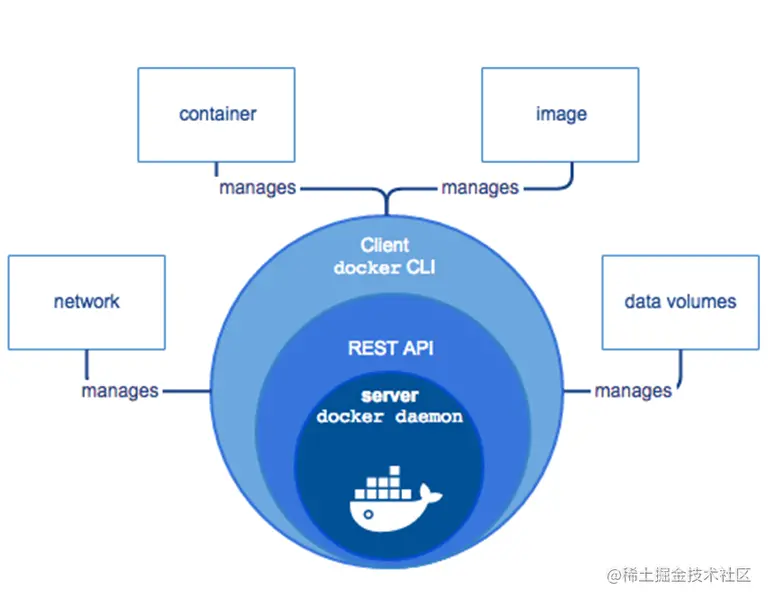 container
image
manages
manages
Client
docker CLI
network
data volumes
REST API
manages
server
docker daemon
manages
@稀土掘金技术社区